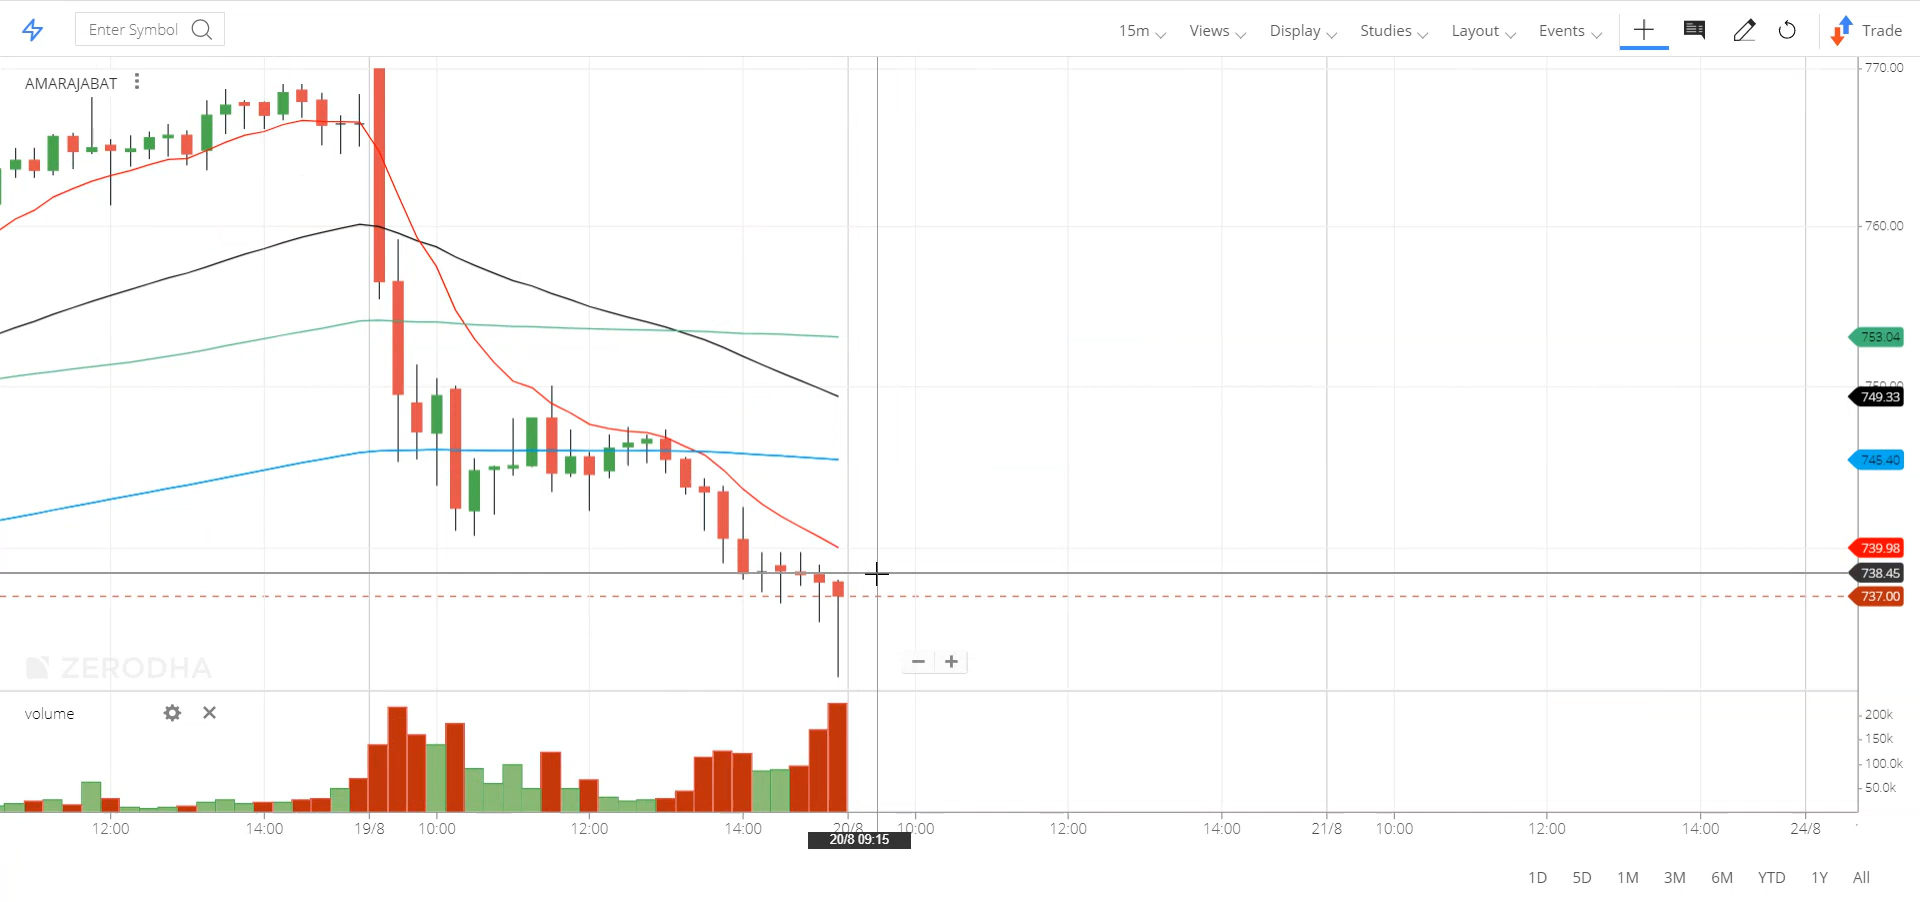 Enter Symbol
15m Views Display Studies Layout Events Trade
AMARAJABAT
770.00
760.00
753.04
750.00
749.33
745.40
739.98
738.45
737.00
ZERODHA
volume
200k
150k
100.0k
50.0k
12:00 14:00 19/8 10:00 12:00 14:00 20/8 10:00 12:00 14:00 21/8 10:00 12:00 14:00 24/8
20/8 09:15
1D 5D 1M 3M 6M YTD 1Y All